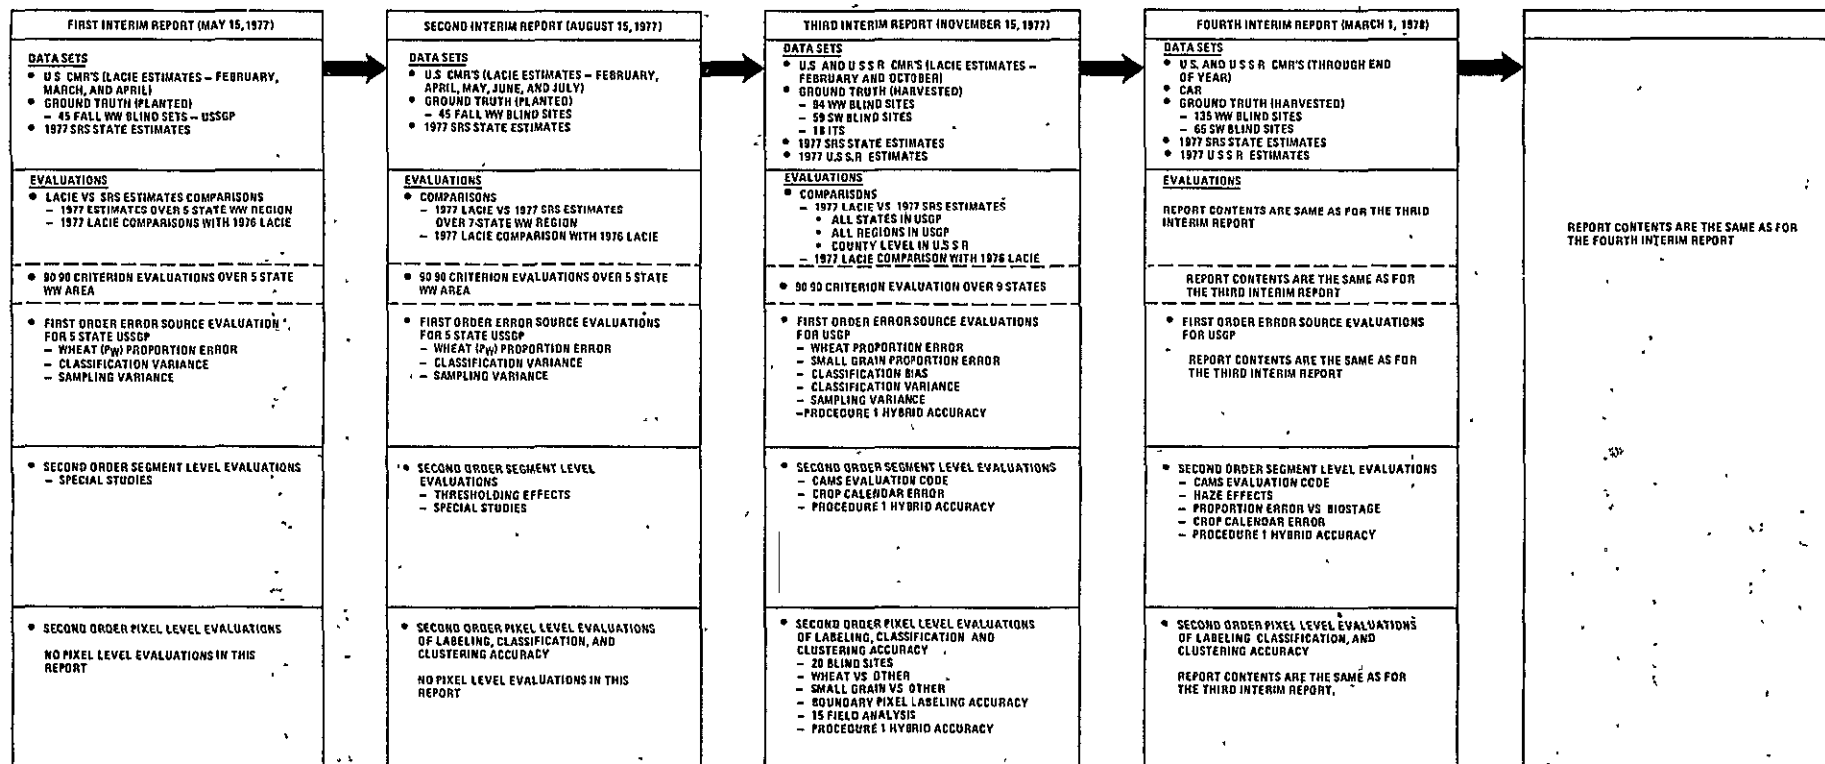 FIRST INTERIM REPORT (MAY 15, 1977)
DATA SETS
• U.S CMR'S (LACIE ESTIMATES – FEBRUARY,
MARCH, AND APRIL)
• GROUND TRUTH (PLANTED)
– 45 FALL WW BLIND SETS – USSGP
• 1977 SRS STATE ESTIMATES
EVALUATIONS
• LACIE VS SRS ESTIMATES COMPARISONS
– 1977 ESTIMATES OVER 5 STATE WW REGION
– 1977 LACIE COMPARISONS WITH 1976 LACIE
• 90 90 CRITERION EVALUATIONS OVER 5 STATE
WW AREA
• FIRST ORDER ERROR SOURCE EVALUATION
FOR 5 STATE USSGP
– WHEAT (PW) PROPORTION ERROR
– CLASSIFICATION VARIANCE
– SAMPLING VARIANCE
• SECOND ORDER SEGMENT LEVEL EVALUATIONS
– SPECIAL STUDIES
• SECOND ORDER PIXEL LEVEL EVALUATIONS
NO PIXEL LEVEL EVALUATIONS IN THIS
REPORT
SECOND INTERIM REPORT (AUGUST 15, 1977)
DATA SETS
• U.S CMR'S (LACIE ESTIMATES – FEBRUARY,
APRIL, MAY, JUNE, AND JULY)
• GROUND TRUTH (PLANTED)
– 45 FALL WW BLIND SITES
• 1977 SRS STATE ESTIMATES
EVALUATIONS
• COMPARISONS
– 1977 LACIE VS 1977 SRS ESTIMATES
OVER 7-STATE WW REGION
– 1977 LACIE COMPARISON WITH 1976 LACIE
• 90 90 CRITERION EVALUATIONS OVER 5 STATE
WW AREA
• FIRST ORDER ERROR SOURCE EVALUATIONS
FOR 5 STATE USSGP
– WHEAT (PW) PROPORTION ERROR
– CLASSIFICATION VARIANCE
– SAMPLING VARIANCE
• SECOND ORDER SEGMENT LEVEL
EVALUATIONS
– THRESHOLDING EFFECTS
– SPECIAL STUDIES
• SECOND ORDER PIXEL LEVEL EVALUATIONS
OF LABELING, CLASSIFICATION, AND
CLUSTERING ACCURACY
NO PIXEL LEVEL EVALUATIONS IN THIS
REPORT
THIRD INTERIM REPORT (NOVEMBER 15, 1977)
DATA SETS
• U.S AND U S S R CMR'S (LACIE ESTIMATES –
FEBRUARY AND OCTOBER)
• GROUND TRUTH (HARVESTED)
– 94 WW BLIND SITES
– 59 SW BLIND SITES
– 18 ITS
• 1977 SRS STATE ESTIMATES
• 1977 U.S S.R ESTIMATES
EVALUATIONS
• COMPARISONS
– 1977 LACIE VS 1977 SRS ESTIMATES
• ALL STATES IN USGP
• ALL REGIONS IN USGP
• COUNTY LEVEL IN U S S R
– 1977 LACIE COMPARISON WITH 1976 LACIE
• 90 90 CRITERION EVALUATION OVER 9 STATES
• FIRST ORDER ERROR SOURCE EVALUATIONS
FOR USGP
– WHEAT PROPORTION ERROR
– SMALL GRAIN PROPORTION ERROR
– CLASSIFICATION BIAS
– CLASSIFICATION VARIANCE
– SAMPLING VARIANCE
–PROCEDURE 1 HYBRID ACCURACY
• SECOND ORDER SEGMENT LEVEL EVALUATIONS
– CAMS EVALUATION CODE
– CROP CALENDAR ERROR
– PROCEDURE 1 HYBRID ACCURACY
• SECOND ORDER PIXEL LEVEL EVALUATIONS
OF LABELING, CLASSIFICATION AND
CLUSTERING ACCURACY
– 20 BLIND SITES
– WHEAT VS OTHER
– SMALL GRAIN VS OTHER
– BOUNDARY PIXEL LABELING ACCURACY
– 15 FIELD ANALYSIS
– PROCEDURE 1 HYBRID ACCURACY
FOURTH INTERIM REPORT (MARCH 1, 1978)
DATA SETS
• U S. AND U S S R CMR'S (THROUGH END
OF YEAR)
• CAR
• GROUND TRUTH (HARVESTED)
– 135 WW BLIND SITES
– 65 SW BLIND SITES
• 1977 SRS STATE ESTIMATES
• 1977 U S S R ESTIMATES
EVALUATIONS
REPORT CONTENTS ARE SAME AS FOR THE THRID
INTERIM REPORT
REPORT CONTENTS ARE THE SAME AS FOR
THE THIRD INTERIM REPORT
• FIRST ORDER ERROR SOURCE EVALUATIONS
FOR USGP
REPORT CONTENTS ARE THE SAME AS FOR
THE THIRD INTERIM REPORT
• SECOND ORDER SEGMENT LEVEL EVALUATIONS
– CAMS EVALUATION CODE
– HAZE EFFECTS
– PROPORTION ERROR VS BIOSTAGE
– CROP CALENDAR ERROR
– PROCEDURE 1 HYBRID ACCURACY
• SECOND ORDER PIXEL LEVEL EVALUATIONS
OF LABELING CLASSIFICATION, AND
CLUSTERING ACCURACY
REPORT CONTENTS ARE THE SAME AS FOR
THE THIRD INTERIM REPORT.
REPORT CONTENTS ARE THE SAME AS FOR
THE FOURTH INTERIM REPORT